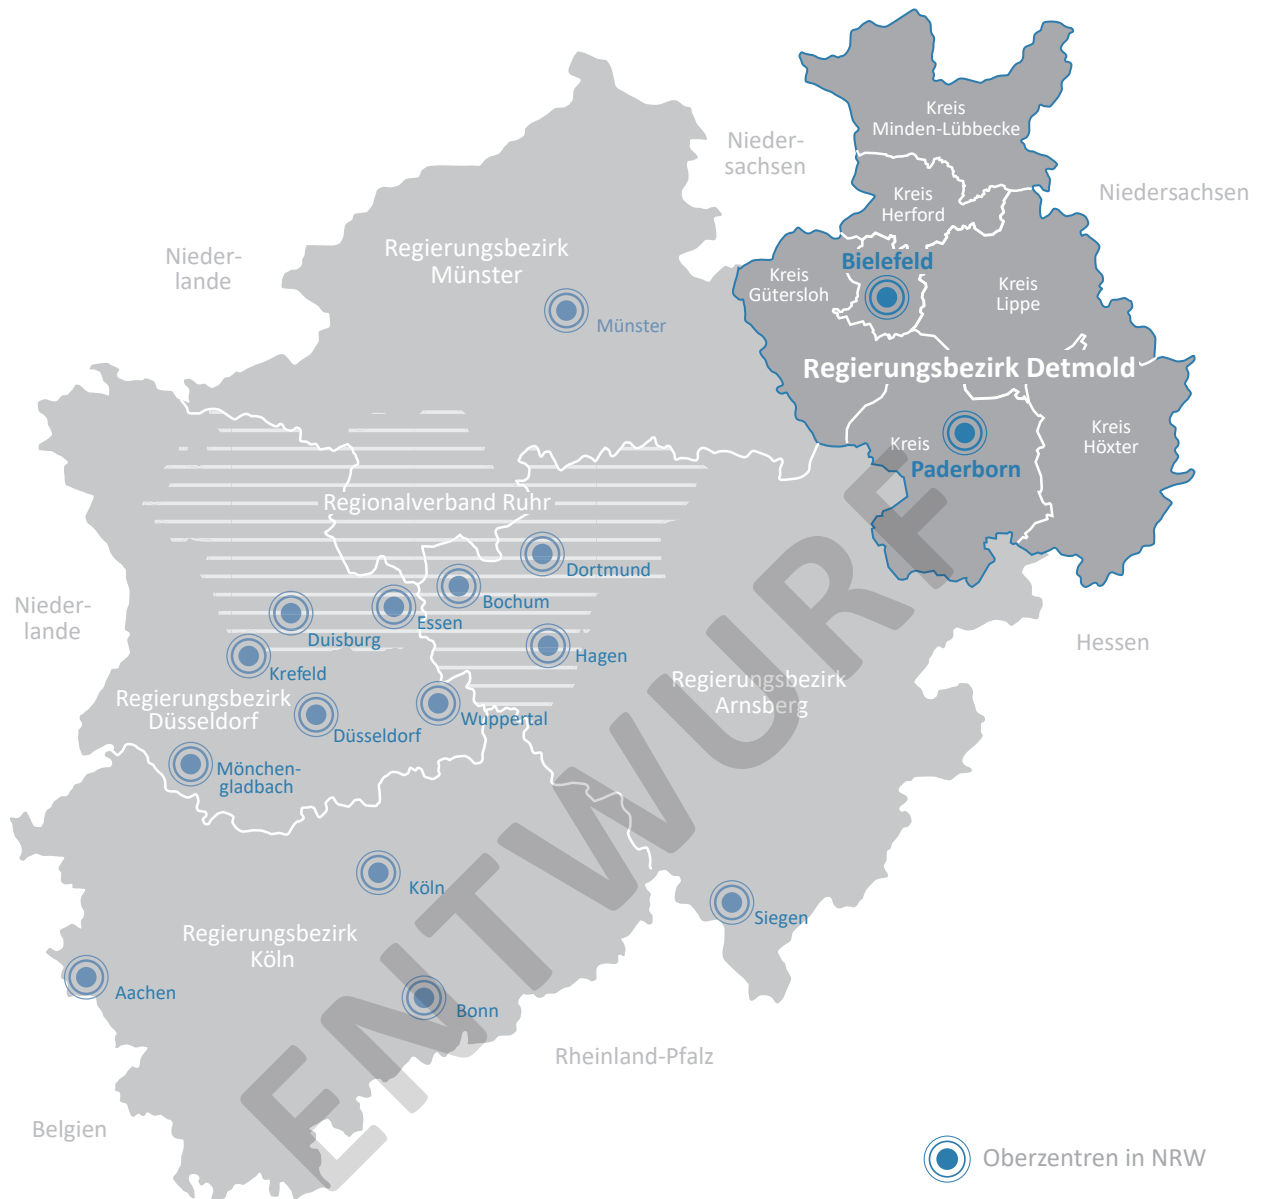 Kreis
Minden-Lübbecke
Nieder-
sachsen
Niedersachsen
Kreis
Herford
Regierungsbezirk
Münster
Nieder-
lande
Bielefeld
Kreis
Gütersloh
Kreis
Lippe
Münster
Regierungsbezirk Detmold
Kreis
Paderborn
Kreis
Höxter
Regionalverband Ruhr
Dortmund
Bochum
Essen
Duisburg
Nieder-
lande
Hagen
Krefeld
Hessen
Regierungsbezirk
Düsseldorf
Regierungsbezirk
Arnsberg
Wuppertal
Düsseldorf
Mönchen-
gladbach
Köln
Siegen
Regierungsbezirk
Köln
Aachen
Bonn
Rheinland-Pfalz
Belgien
Oberzentren in NRW
ENTWURF